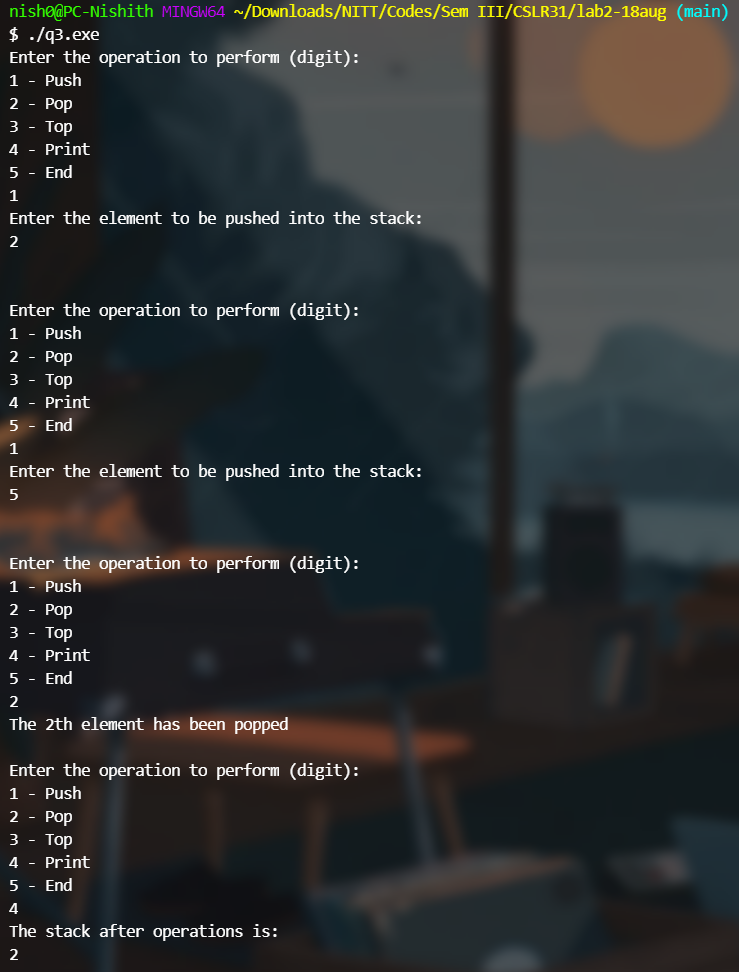 nish0@PC-Nishith MINGW64 ~/Downloads/NITT/Codes/Sem III/CSLR31/lab2-18aug (main)
$ ./q3.exe
Enter the operation to perform (digit):
1 - Push
2 - Pop
3 - Top
4 - Print
5 - End
1
Enter the element to be pushed into the stack:
2
Enter the operation to perform (digit):
1 - Push
2 - Pop
3 - Top
4 - Print
5 - End
1
Enter the element to be pushed into the stack:
5
Enter the operation to perform (digit):
1 - Push
2 - Pop
3 - Top
4 - Print
5 - End
2
The 2th element has been popped
Enter the operation to perform (digit):
1 - Push
2 - Pop
3 - Top
4 - Print
5 - End
4
The stack after operations is:
2